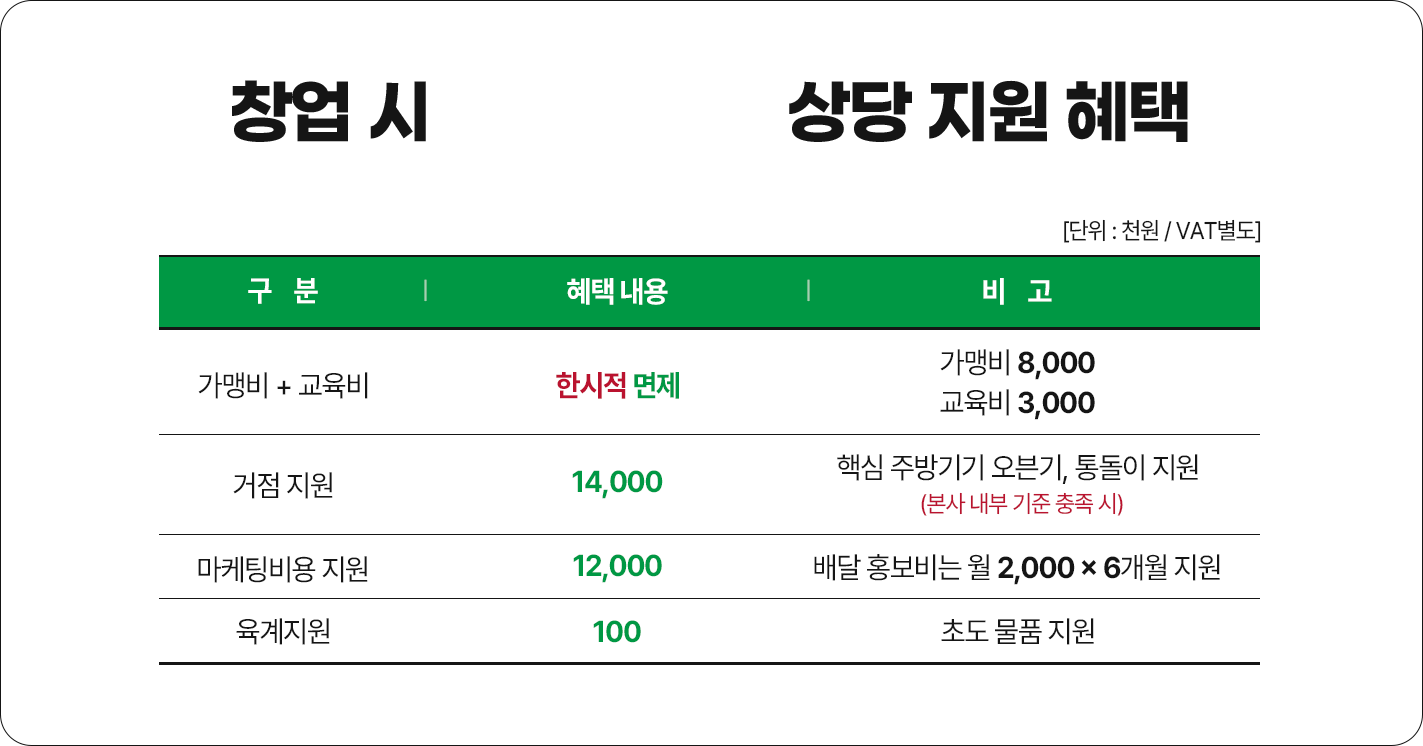 창업 시 상당 지원 혜택
[단위 : 천원 / VAT별도]
구 분 | 혜택 내용 | 비 고
가맹비 + 교육비 한시적 면제 가맹비 8,000
교육비 3,000
거점 지원 14,000 핵심 주방기기 오븐기, 통돌이 지원
(본사 내부 기준 충족 시)
마케팅비용 지원 12,000 배달 홍보비는 월 2,000 × 6개월 지원
육계지원 100 초도 물품 지원